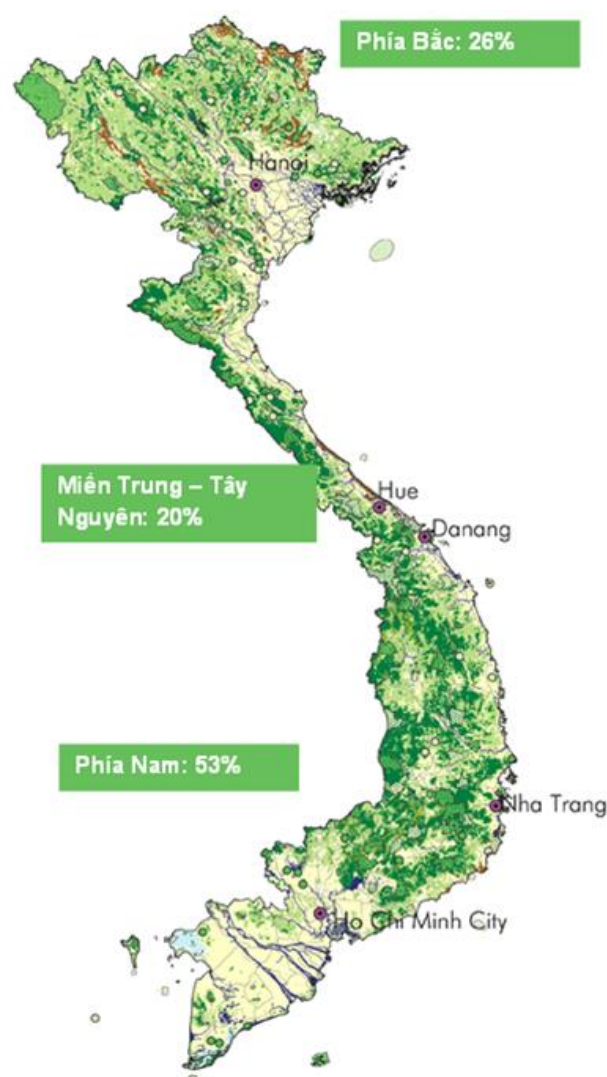 Phía Bắc: 26%
Hanoi
Miền Trung – Tây
Nguyên: 20%
Hue
Danang
Phía Nam: 53%
Nha Trang
Ho Chi Minh City